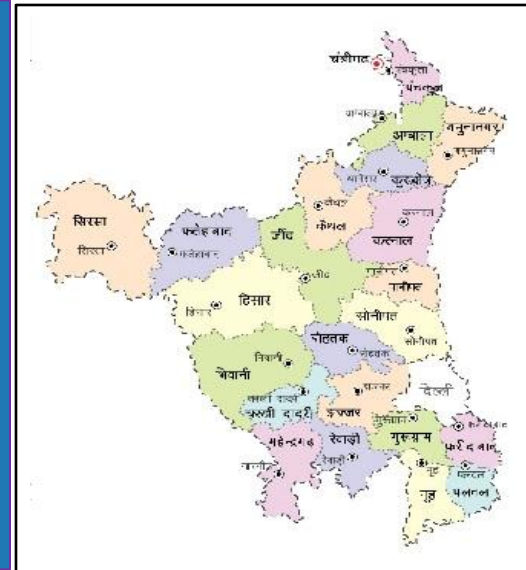 चंडीगढ़
पंचकूला
अम्बाला
अम्बाला
यमुनानगर
कुरुक्षेत्र
कैथल
कैथल
करनाल
करनाल
सिरसा
सिरसा
फतेहाबाद
फतेहाबाद
जींद
जींद
पानीपत
पानीपत
हिसार
हिसार
सोनीपत
सोनीपत
रोहतक
रोहतक
भिवानी
भिवानी
झज्जर
झज्जर
दिल्ली
चरखी दादरी
गुरुग्राम
गुरुग्राम
फरीदाबाद
महेन्द्रगढ़
रेवाड़ी
रेवाड़ी
नूह
नूह
पलवल
पलवल